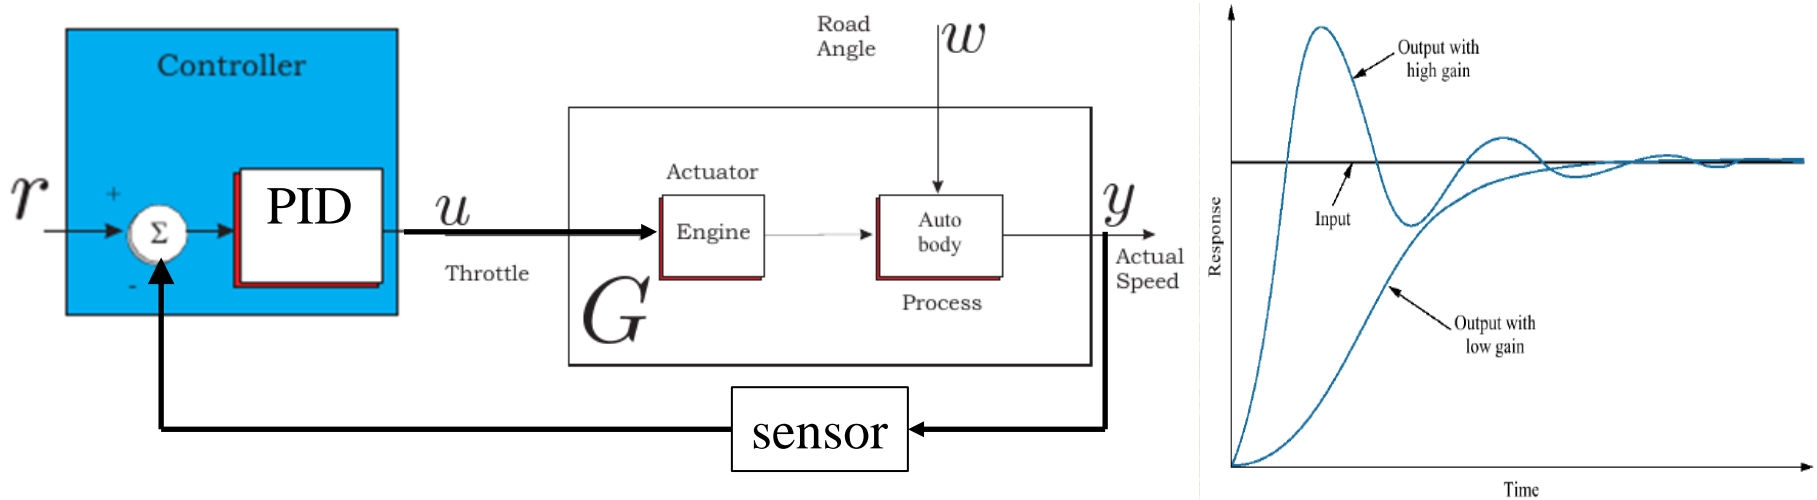 Controller
r
+
Σ
-
PID
u
Throttle
G
Actuator
Engine
Road
Angle
w
Auto
body
Process
y
Actual
Speed
sensor
Response
Output with
high gain
Input
Output with
low gain
Time